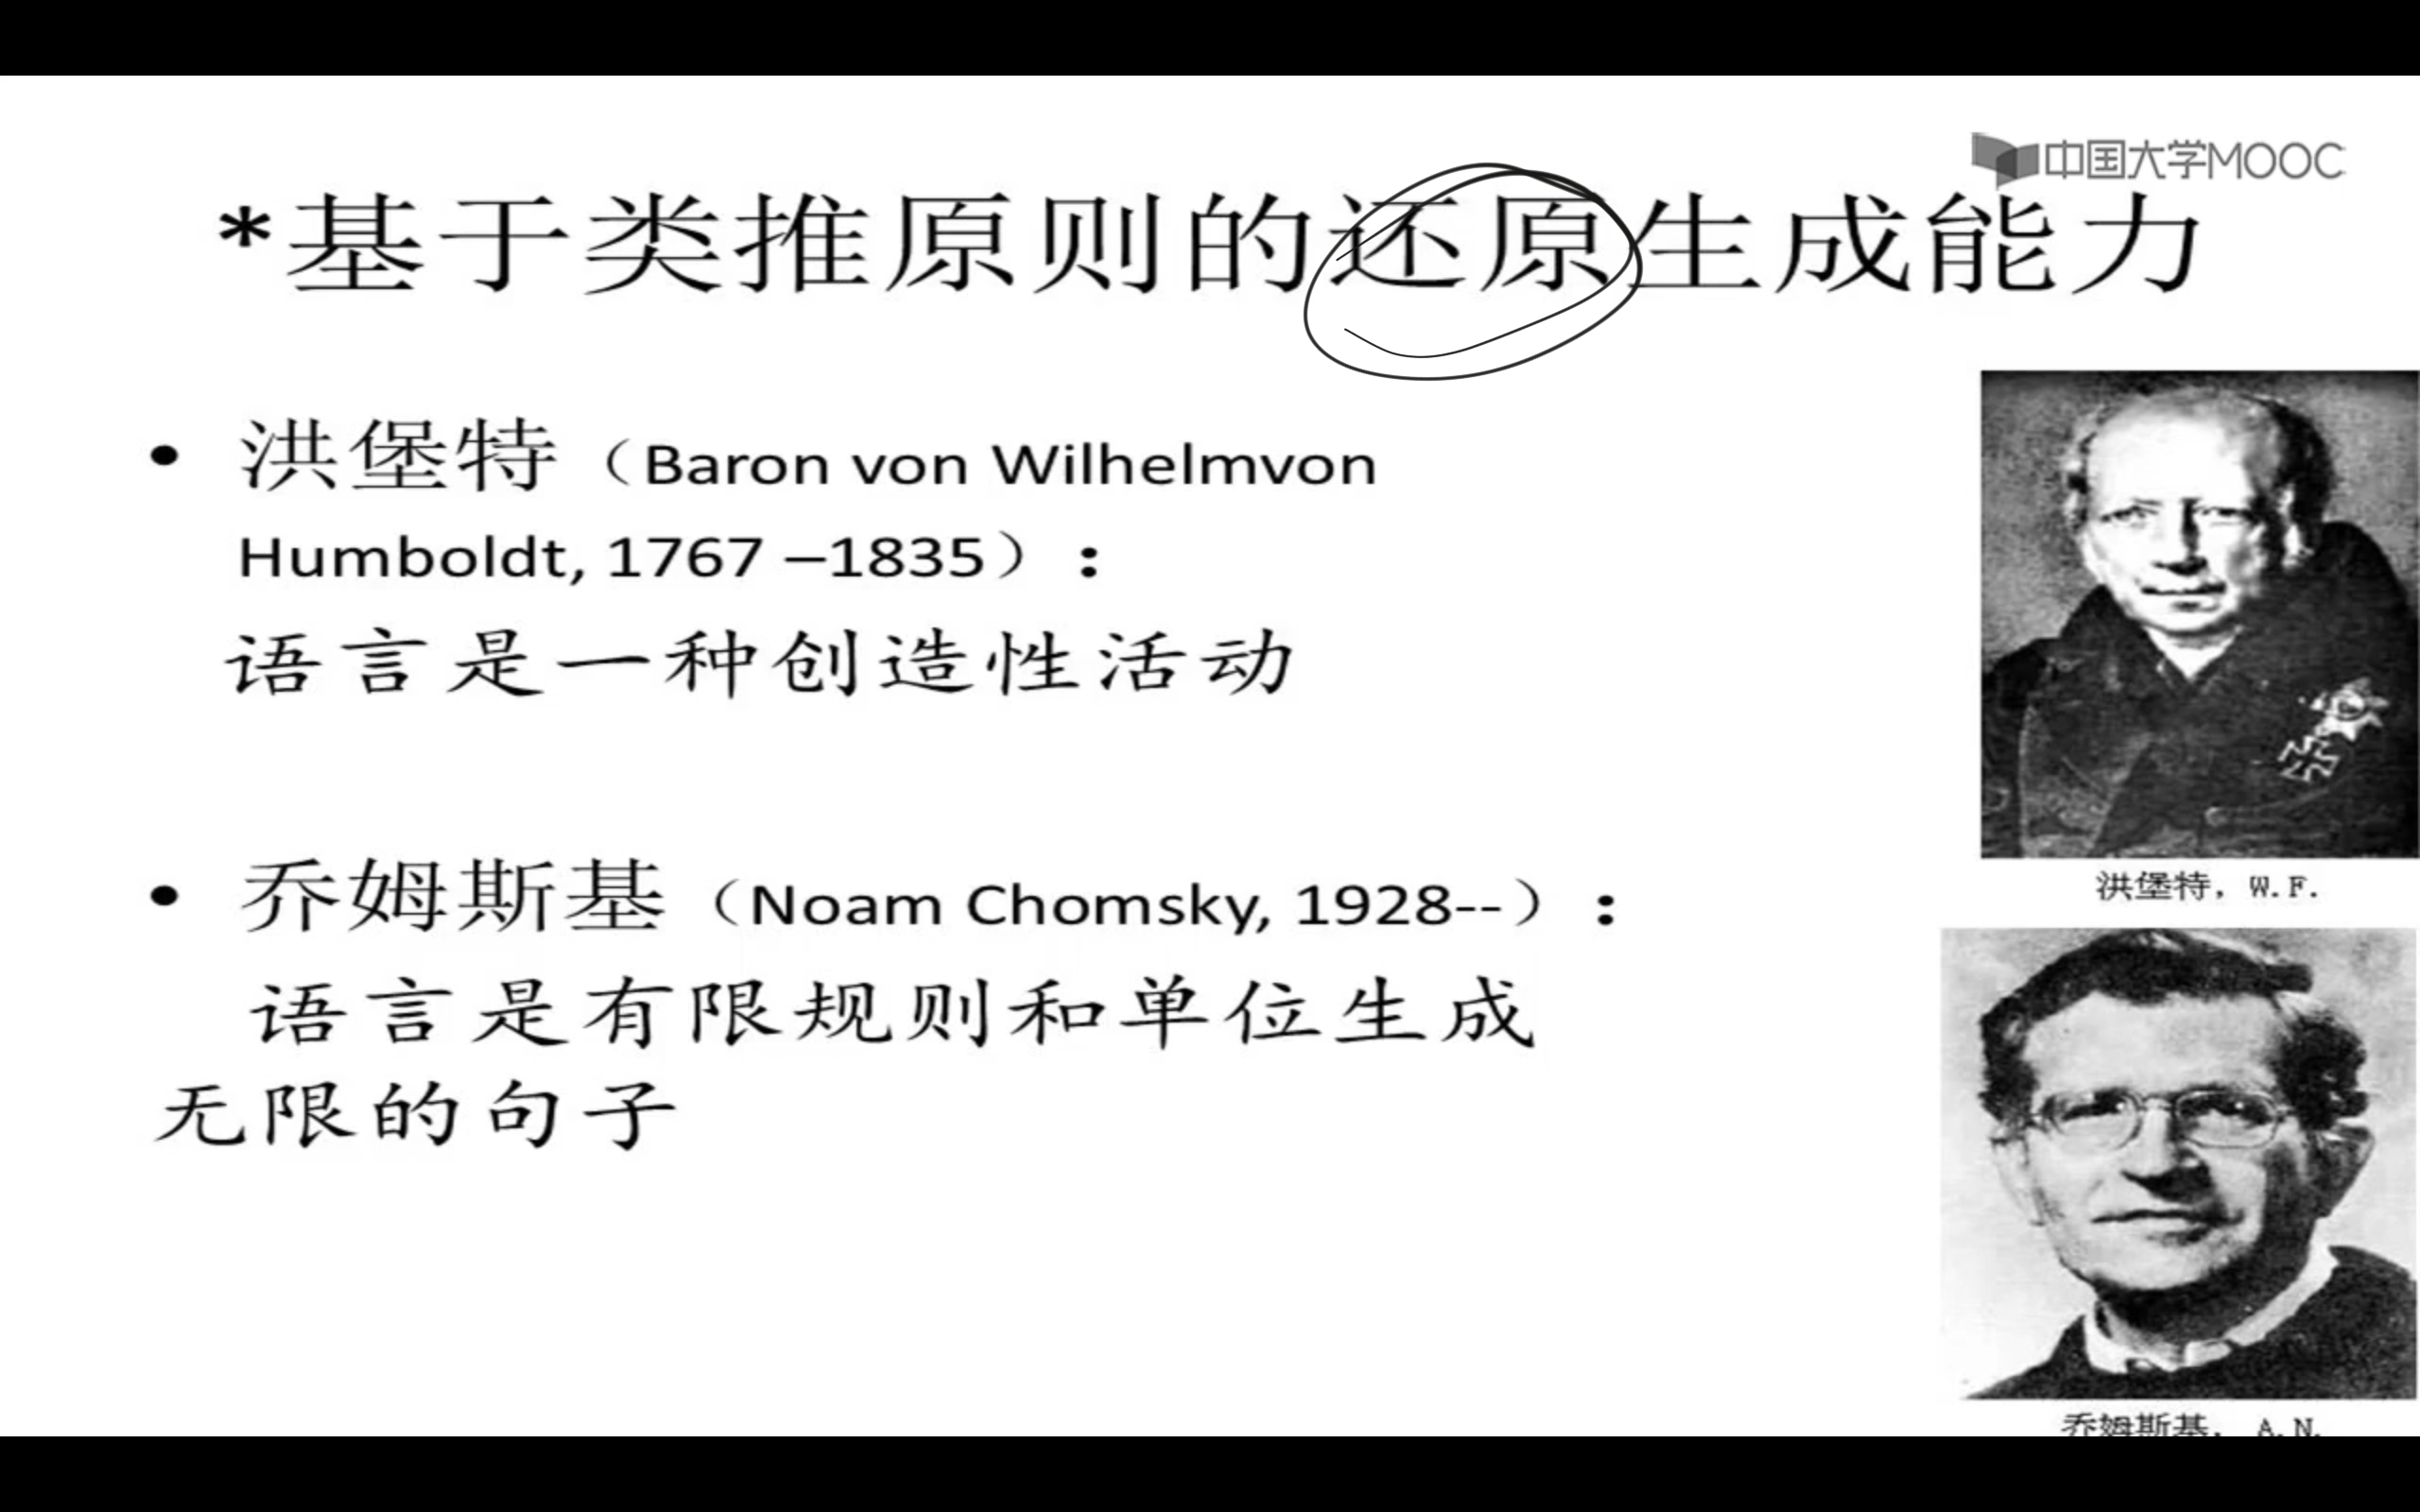 中国大学MOOC
*基于类推原则的还原生成能力
• 洪堡特（Baron von Wilhelmvon
Humboldt, 1767 –1835）：
语言是一种创造性活动
洪堡特, W.F.
• 乔姆斯基（Noam Chomsky, 1928--）：
语言是有限规则和单位生成
无限的句子
乔姆斯基, A.N.